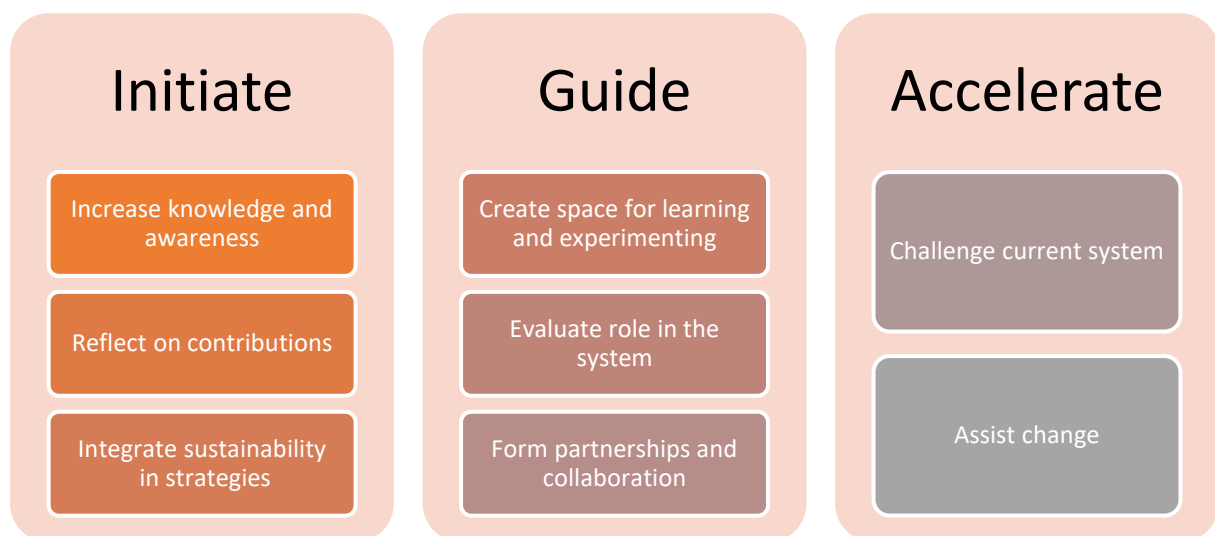 Initiate
Increase knowledge and
awareness
Reflect on contributions
Integrate sustainability
in strategies
Guide
Create space for learning
and experimenting
Evaluate role in the
system
Form partnerships and
collaboration
Accelerate
Challenge current system
Assist change